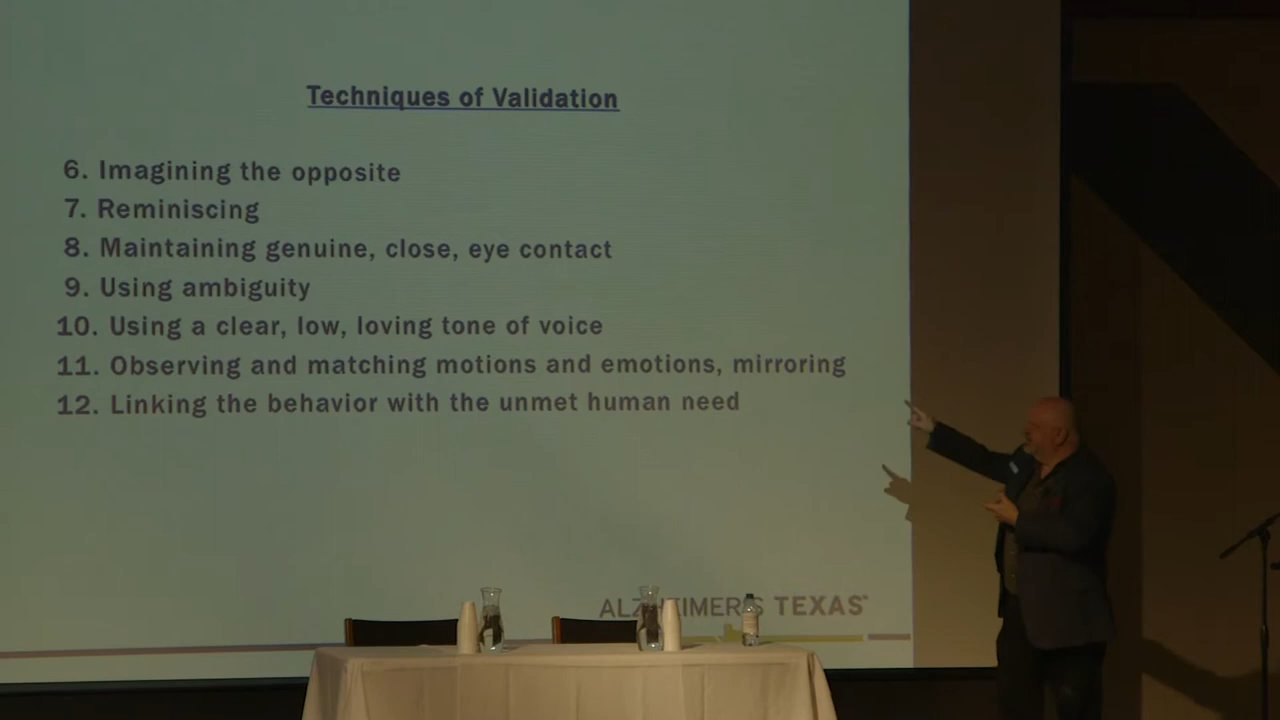 Techniques of Validation
6. Imagining the opposite
7. Reminiscing
8. Maintaining genuine, close, eye contact
9. Using ambiguity
10. Using a clear, low, loving tone of voice
11. Observing and matching motions and emotions, mirroring
12. Linking the behavior with the unmet human need
ALZHEIMER'S TEXAS